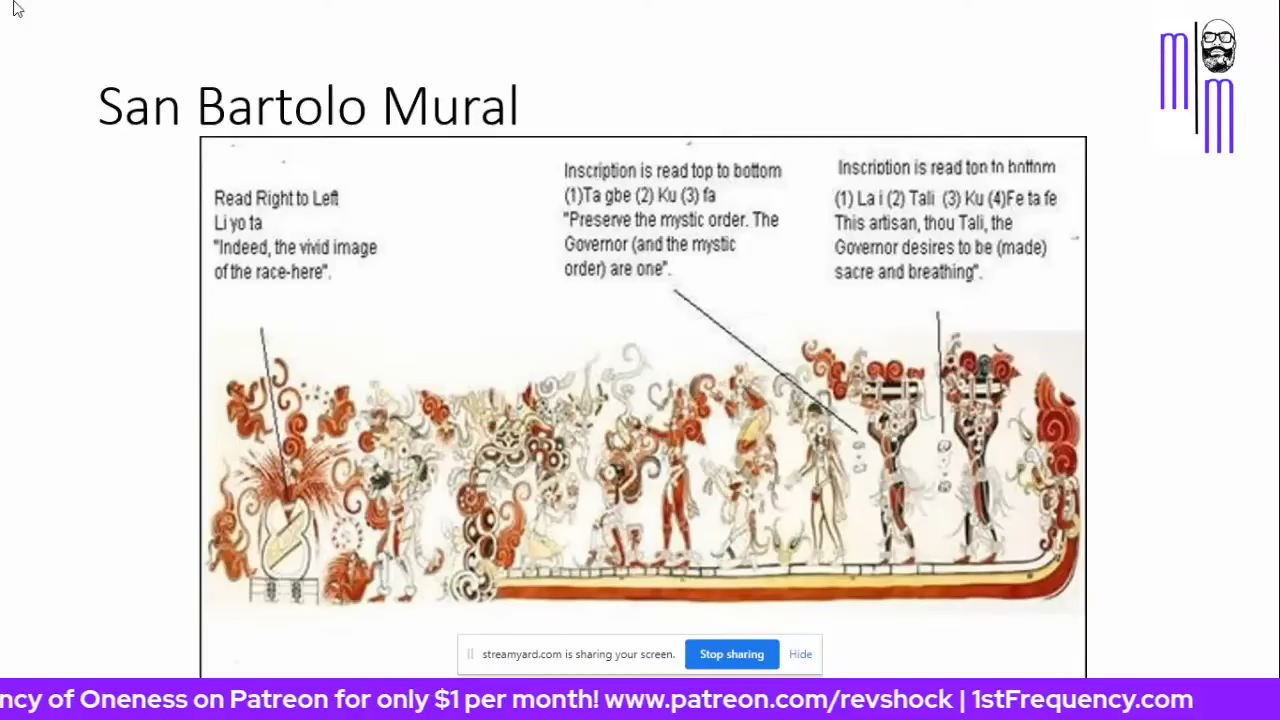 San Bartolo Mural
Read Right to Left
Li yo ta
"Indeed, the vivid image
of the race-here".
Inscription is read top to bottom
(1)Ta gbe (2) Ku (3) fa
"Preserve the mystic order. The
Governor (and the mystic
order) are one".
Inscription is read top to bottom
(1) La i (2) Tali (3) Ku (4)Fe ta fe
This artisan, thou Tali, the
Governor desires to be (made)
sacre and breathing".
streamyard.com is sharing your screen.
Stop sharing
Hide
ncy of Oneness on Patreon for only $1 per month! www.patreon.com/revshock | 1stFrequency.com
m
m